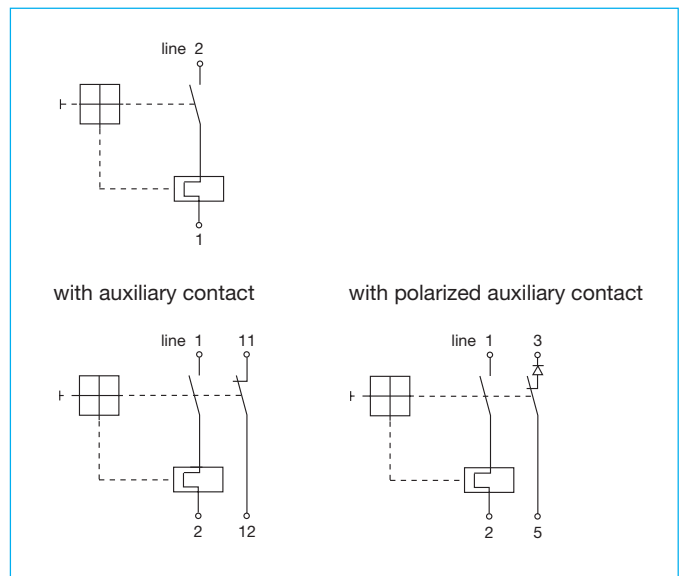 line 2
1
with auxiliary contact
with polarized auxiliary contact
line 1 11
line 1 3
2 12
2 5